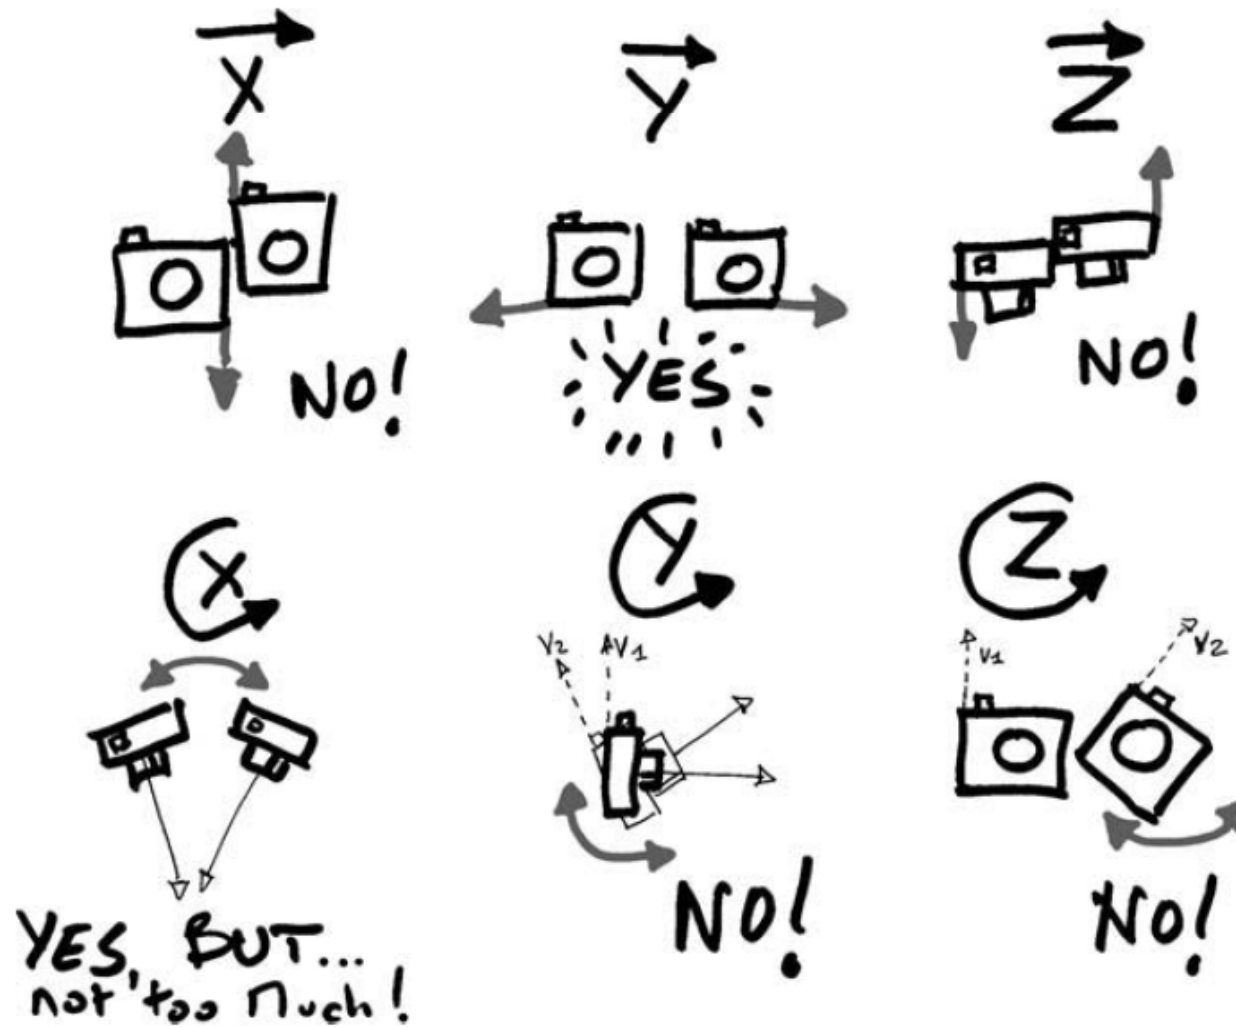 X
Y
Z
NO!
YES
NO!
X
Y
Z
V2
V1
V1
V2
YES, BUT...
not too much!
NO!
NO!